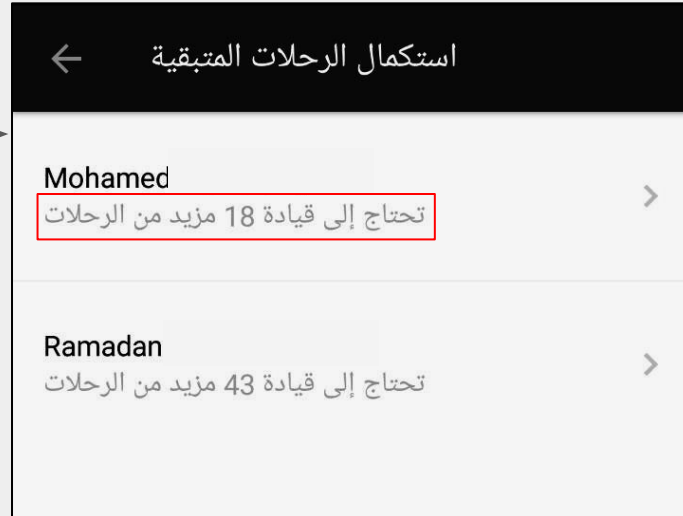 استكمال الرحلات المتبقية
Mohamed
تحتاج إلى قيادة 18 مزيد من الرحلات
Ramadan
تحتاج إلى قيادة 43 مزيد من الرحلات